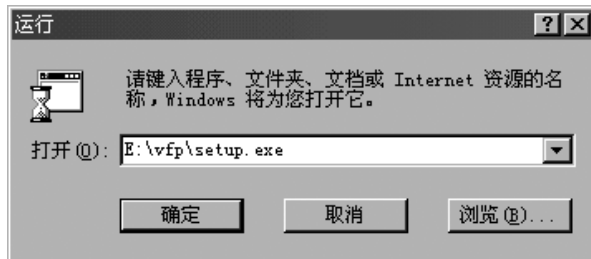 运行
请键入程序、文件夹、文档或 Internet 资源的名
称，Windows 将为您打开它。
打开(O): E:\vfp\setup.exe
确定 取消 浏览(B)...